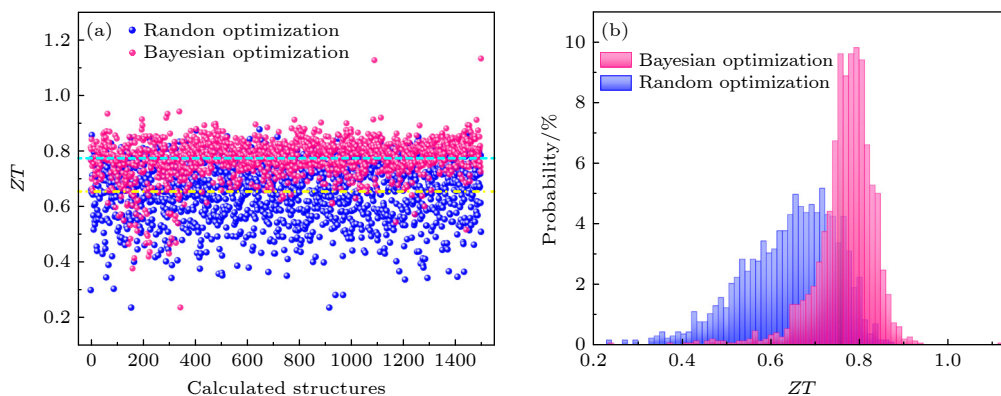 (a)
Randon optimization
Bayesian optimization
ZT
1.2
1.0
0.8
0.6
0.4
0.2
0 200 400 600 800 1000 1200 1400
Calculated structures
(b)
Bayesian optimization
Random optimization
Probability/%
10
8
6
4
2
0
0.2 0.4 0.6 0.8 1.0
ZT